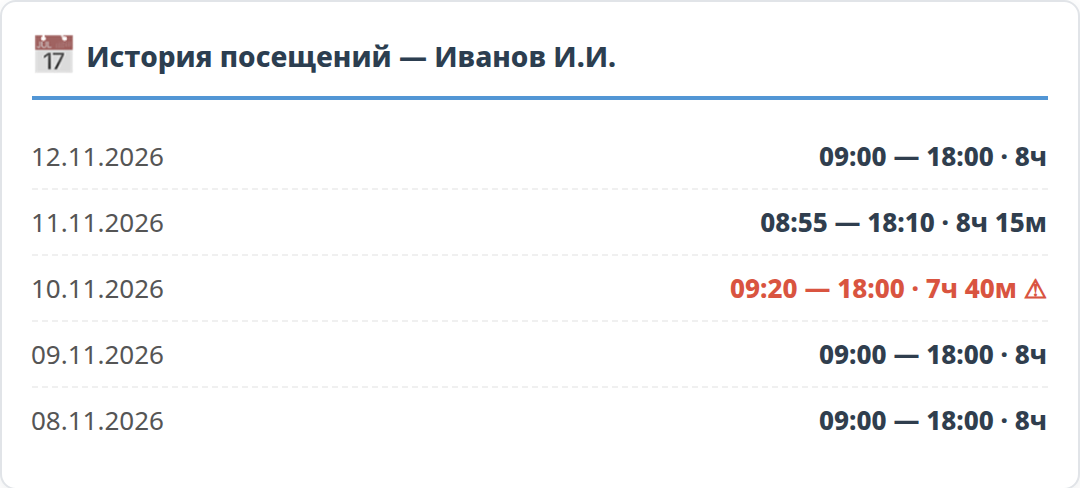 JUL
17
История посещений — Иванов И.И.
12.11.2026 09:00 — 18:00 · 8ч
11.11.2026 08:55 — 18:10 · 8ч 15м
10.11.2026 09:20 — 18:00 · 7ч 40м ⚠
09.11.2026 09:00 — 18:00 · 8ч
08.11.2026 09:00 — 18:00 · 8ч